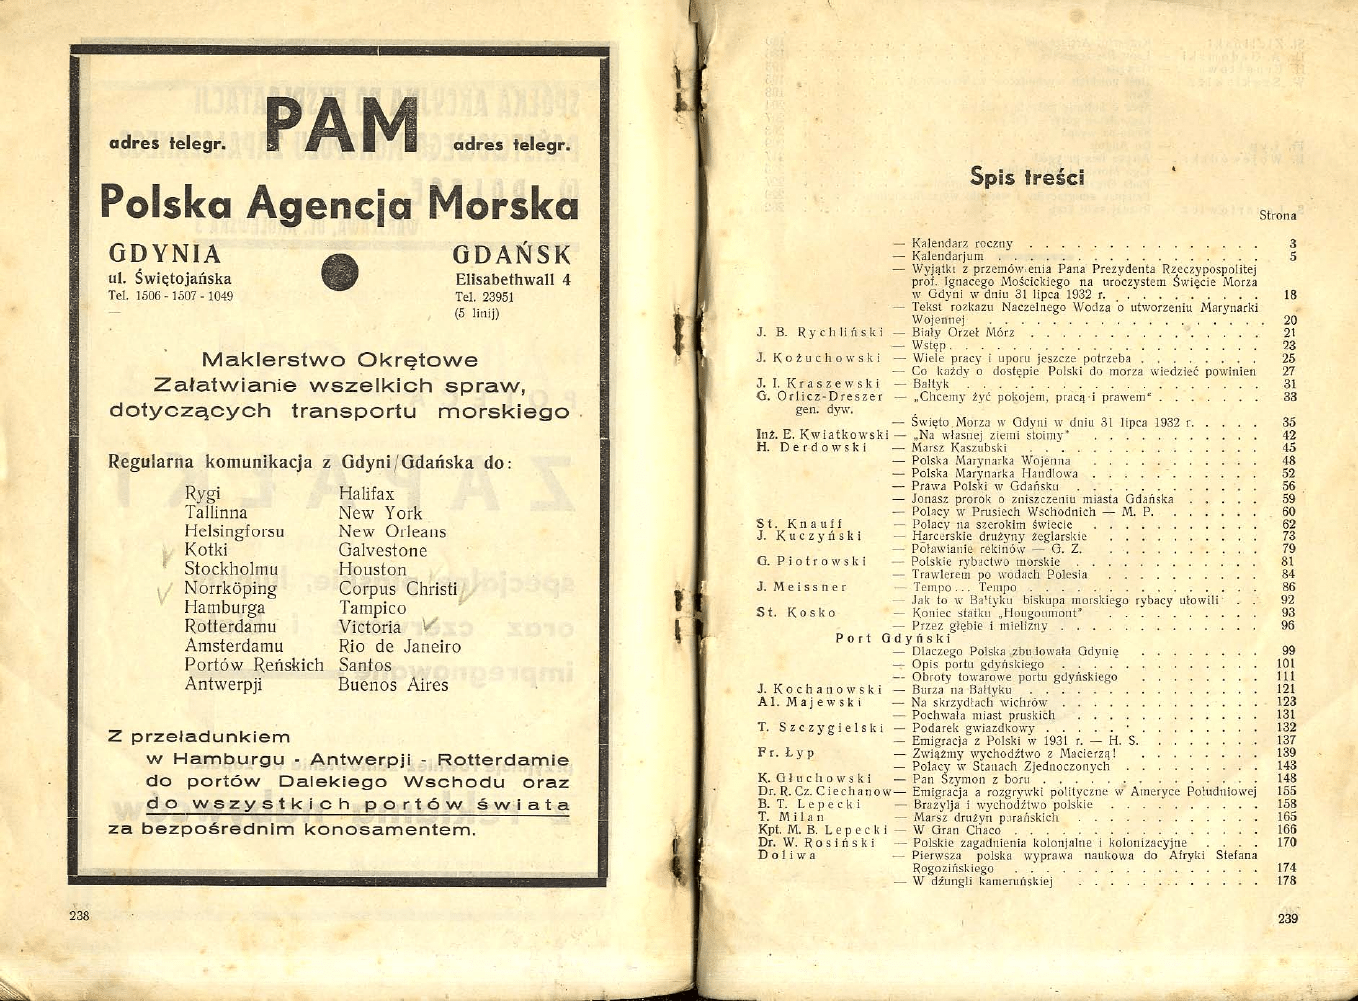 PAM
adres telegr.
adres telegr.
Polska Agencja Morska
GDYNIA
ul. Świętojańska
Tel. 1506 - 1507 - 1049
GDAŃSK
Elisabethwall 4
Tel. 23951
(5 linij)
Maklerstwo Okrętowe
Załatwianie wszelkich spraw,
dotyczących transportu morskiego
Regularna komunikacja z Gdyni/Gdańska do:
Rygi
Tallinna
Helsingforsu
Kotki
Stockholmu
Norrköping
Hamburga
Rotterdamu
Amsterdamu
Portów Reńskich
Antwerpji
Halifax
New York
New Orleans
Galvestone
Houston
Corpus Christi
Tampico
Victoria
Rio de Janeiro
Santos
Buenos Aires
Z przeładunkiem
w Hamburgu - Antwerpji - Rotterdamie
do portów Dalekiego Wschodu oraz
do wszystkich portów świata
za bezpośrednim konosamentem.
238
Spis treści
Strona
— Kalendarz roczny . . . . . . . . . . . . . . . 3
— Kalendarjum . . . . . . . . . . . . . . . . . 5
— Wyjątki z przemówienia Pana Prezydenta Rzeczypospolitej
prof. Ignacego Mościckiego na uroczystem Święcie Morza
w Gdyni w dniu 31 lipca 1932 r. . . . . . . . . . . 18
— Tekst rozkazu Naczelnego Wodza o utworzeniu Marynarki
Wojennej . . . . . . . . . . . . . . . . . . 20
J. B. Rychliński — Biały Orzeł Mórz . . . . . . . . . . . . . . . 21
— Wstęp . . . . . . . . . . . . . . . . . . . . 23
J. Kożuchowski — Wiele pracy i uporu jeszcze potrzeba . . . . . . . . 25
— Co każdy o dostępie Polski do morza wiedzieć powinien 27
J. I. Kraszewski — Bałtyk . . . . . . . . . . . . . . . . . . . 31
G. Orlicz-Dreszer — „Chcemy żyć pokojem, pracą i prawem" . . . . . . . 33
gen. dyw.
— Święto Morza w Gdyni w dniu 31 lipca 1932 r. . . . . 35
Inż. E. Kwiatkowski — „Na własnej ziemi stoimy" . . . . . . . . . . . 42
H. Derdowski — Marsz Kaszubski . . . . . . . . . . . . . . . 45
— Polska Marynarka Wojenna . . . . . . . . . . . 48
— Polska Marynarka Handlowa . . . . . . . . . . . 52
— Prawa Polski w Gdańsku . . . . . . . . . . . . 56
— Jonasz prorok o zniszczeniu miasta Gdańska . . . . . 59
— Polacy w Prusiech Wschodnich — M. P. . . . . . . 60
St. Knauff — Polacy na szerokim świecie . . . . . . . . . . . 62
J. Kuczyński — Harcerskie drużyny żeglarskie . . . . . . . . . . 73
— Poławianie rekinów — G. Z. . . . . . . . . . . 79
G. Piotrowski — Polskie rybactwo morskie . . . . . . . . . . . . 81
— Trawlerem po wodach Polesia . . . . . . . . . . 84
J. Meissner — Tempo... Tempo . . . . . . . . . . . . . . . 86
— Jak to w Bałtyku biskupa morskiego rybacy ułowili . . 92
St. Kosko — Koniec statku „Hougoumont" . . . . . . . . . . . 93
— Przez głębie i mielizny . . . . . . . . . . . . . 96
Port Gdyński
— Dlaczego Polska zbudowała Gdynię . . . . . . . . 99
— Opis portu gdyńskiego . . . . . . . . . . . . . 101
— Obroty towarowe portu gdyńskiego . . . . . . . . 111
J. Kochanowski — Burza na Bałtyku . . . . . . . . . . . . . . . 121
Al. Majewski — Na skrzydłach wichrów . . . . . . . . . . . . . 123
— Pochwała miast pruskich . . . . . . . . . . . . 131
T. Szczygielski — Podarek gwiazdkowy . . . . . . . . . . . . . . 132
— Emigracja z Polski w 1931 r. — H. S. . . . . . . . 137
Fr. Łyp — Zwiążmy wychodźtwo z Macierzą! . . . . . . . . . 139
— Polacy w Stanach Zjednoczonych . . . . . . . . . 143
K. Głuchowski — Pan Szymon z boru . . . . . . . . . . . . . . 148
Dr. R. Cz. Ciechanow — Emigracja a rozgrywki polityczne w Ameryce Południowej 155
B. T. Lepecki — Brazylja i wychodźtwo polskie . . . . . . . . . . 158
T. Milan — Marsz drużyn parańskich . . . . . . . . . . . . 165
Kpt. M. B. Lepecki — W Gran Chaco . . . . . . . . . . . . . . . . 166
Dr. W. Rosiński — Polskie zagadnienia kolonjalne i kolonizacyjne . . . . 170
Doliwa — Pierwsza polska wyprawa naukowa do Afryki Stefana
Rogozińskiego . . . . . . . . . . . . . . . . 174
— W dżungli kameruńskiej . . . . . . . . . . . . 178
239